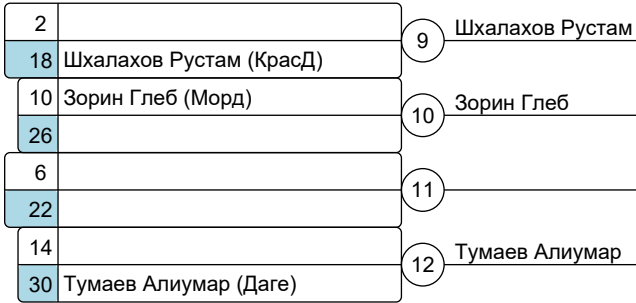 2
9 Шхалахов Рустам
18 Шхалахов Рустам (КрасД)
10 Зорин Глеб (Морд)
10 Зорин Глеб
26
6
11
22
14
12 Тумаев Алиумар
30 Тумаев Алиумар (Даге)